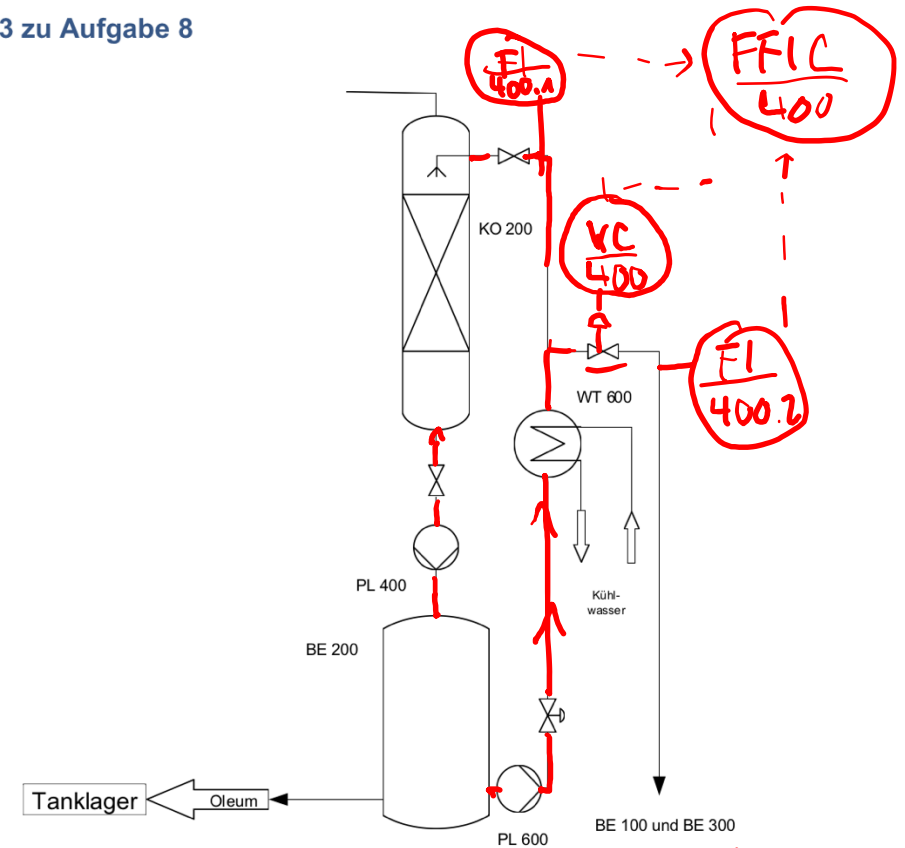 3 zu Aufgabe 8
FI
400.1
FFIC
400
KO 200
VC
400
FI
400.2
WT 600
Kühl-
wasser
PL 400
BE 200
Tanklager
Oleum
PL 600
BE 100 und BE 300